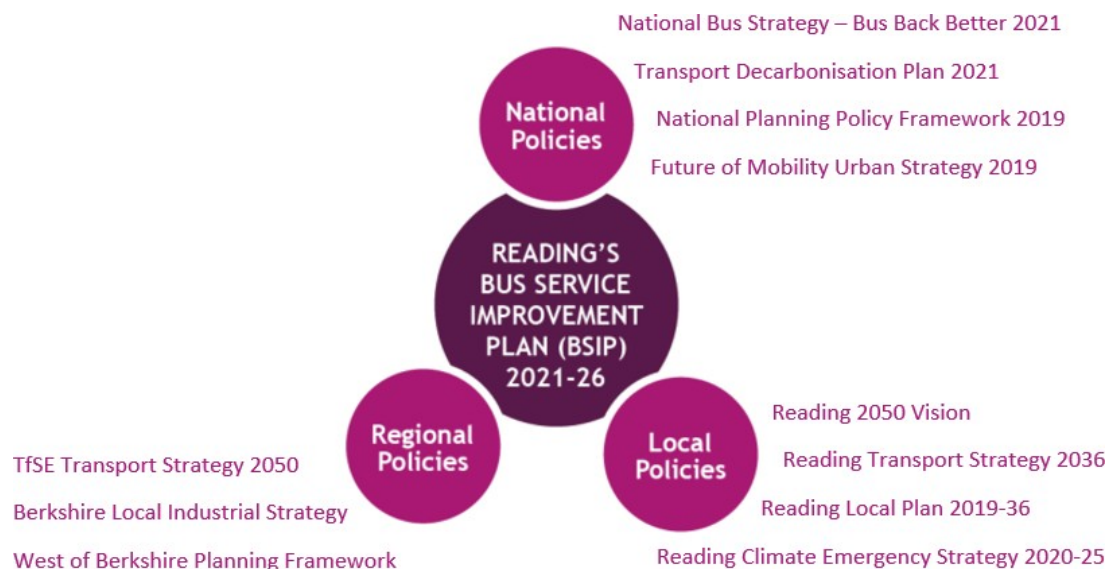 National Bus Strategy – Bus Back Better 2021
Transport Decarbonisation Plan 2021
National Planning Policy Framework 2019
Future of Mobility Urban Strategy 2019
National
Policies
READING'S
BUS SERVICE
IMPROVEMENT
PLAN (BSIP)
2021-26
Regional
Policies
TfSE Transport Strategy 2050
Berkshire Local Industrial Strategy
West of Berkshire Planning Framework
Local
Policies
Reading 2050 Vision
Reading Transport Strategy 2036
Reading Local Plan 2019-36
Reading Climate Emergency Strategy 2020-25